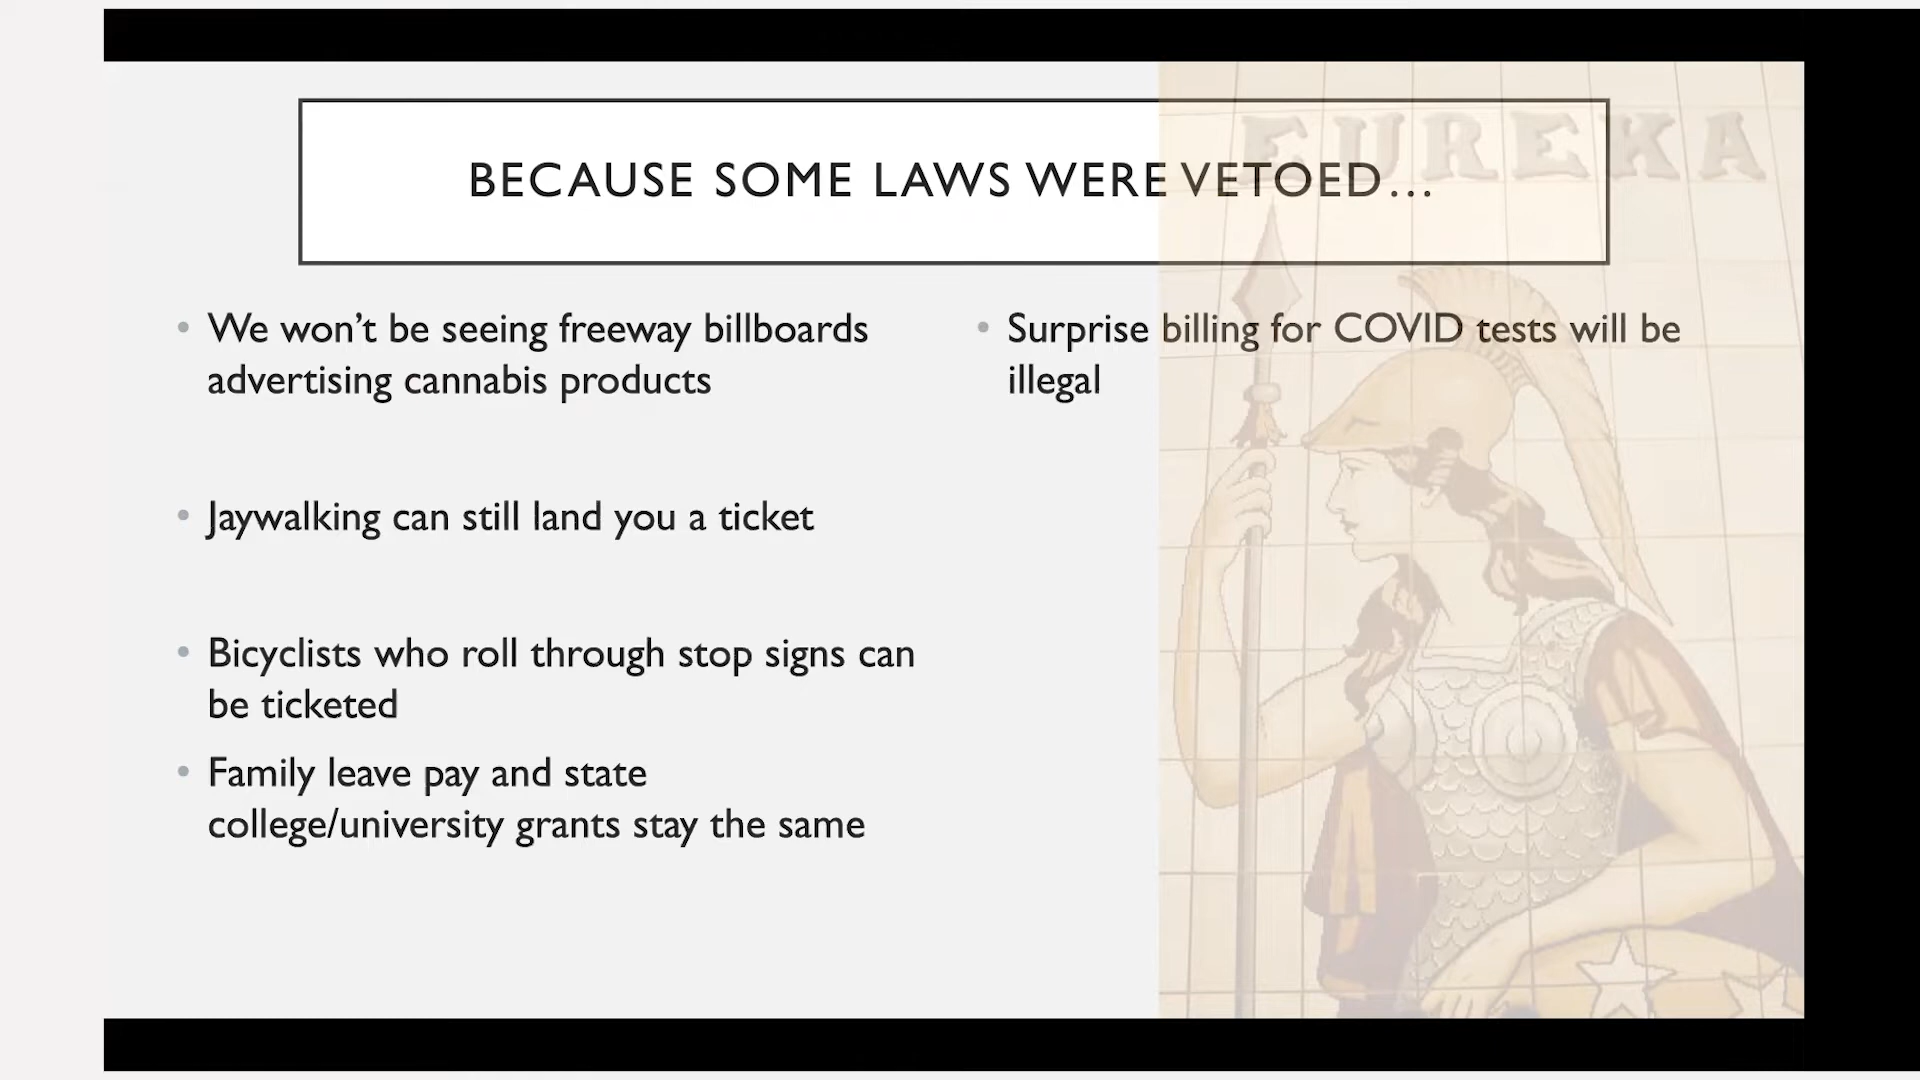 EUREKA
BECAUSE SOME LAWS WERE VETOED…
• We won’t be seeing freeway billboards
advertising cannabis products
• Jaywalking can still land you a ticket
• Bicyclists who roll through stop signs can
be ticketed
• Family leave pay and state
college/university grants stay the same
• Surprise billing for COVID tests will be
illegal